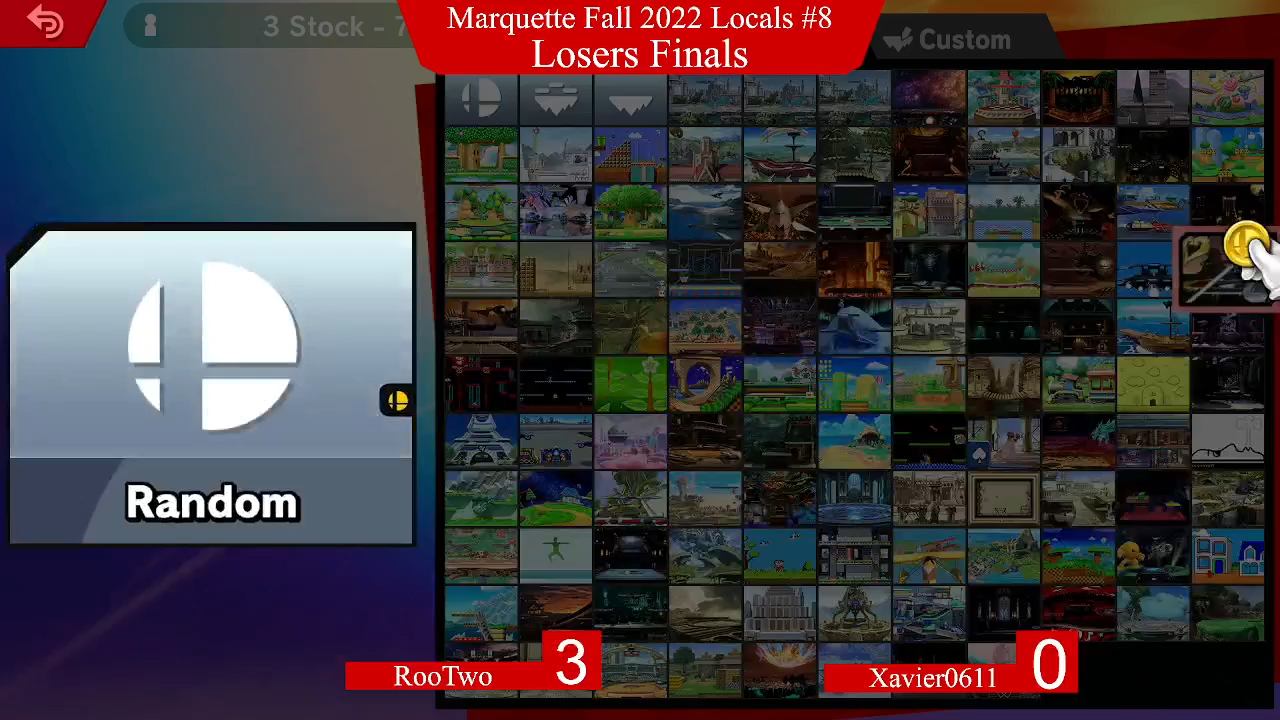 Marquette Fall 2022 Locals #8
3 Stock - 7
Losers Finals
Custom
Random
RooTwo
3
Xavier0611
0